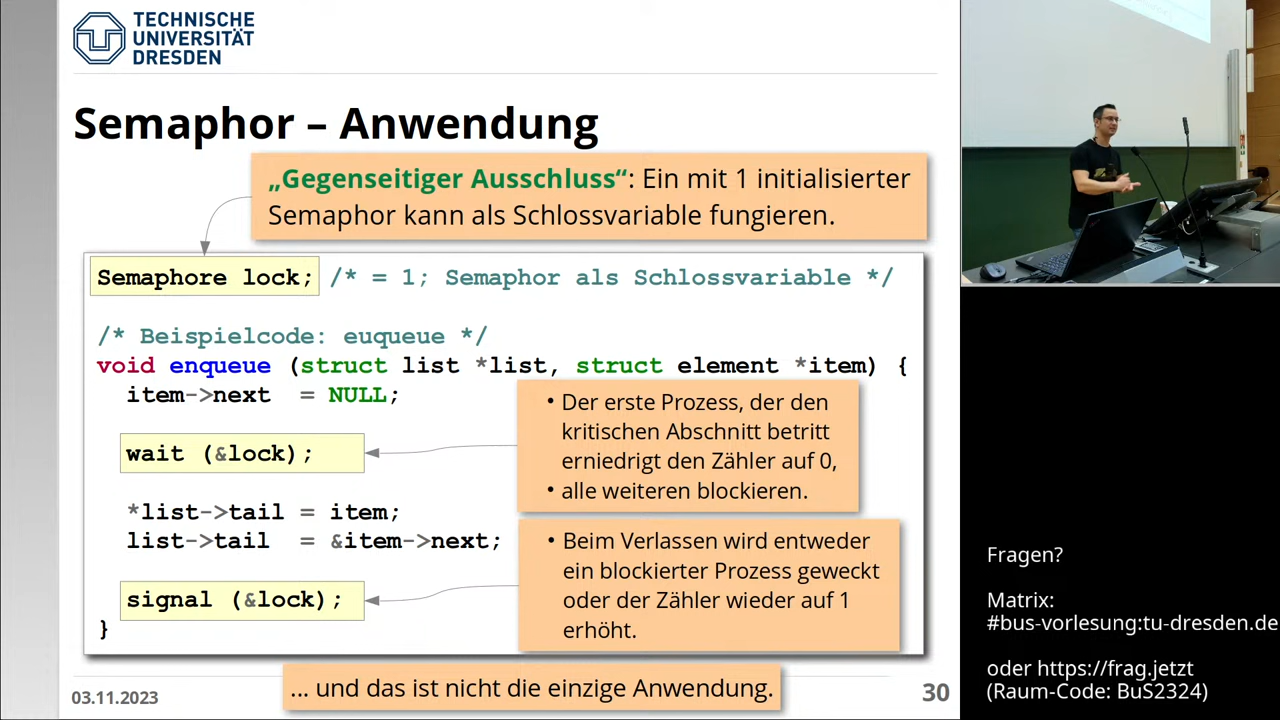 TECHNISCHE
UNIVERSITÄT
DRESDEN
Semaphor – Anwendung
„Gegenseitiger Ausschluss“: Ein mit 1 initialisierter
Semaphor kann als Schlossvariable fungieren.
Semaphore lock; /* = 1; Semaphor als Schlossvariable */
/* Beispielcode: euqueue */
void enqueue (struct list *list, struct element *item) {
item->next = NULL;
• Der erste Prozess, der den
kritischen Abschnitt betritt
erniedrigt den Zähler auf 0,
• alle weiteren blockieren.
wait (&lock);
*list->tail = item;
list->tail = &item->next;
• Beim Verlassen wird entweder
ein blockierter Prozess geweckt
oder der Zähler wieder auf 1
erhöht.
signal (&lock);
}
... und das ist nicht die einzige Anwendung.
03.11.2023
30
Fragen?
Matrix:
#bus-vorlesung:tu-dresden.de
oder https://frag.jetzt
(Raum-Code: BuS2324)